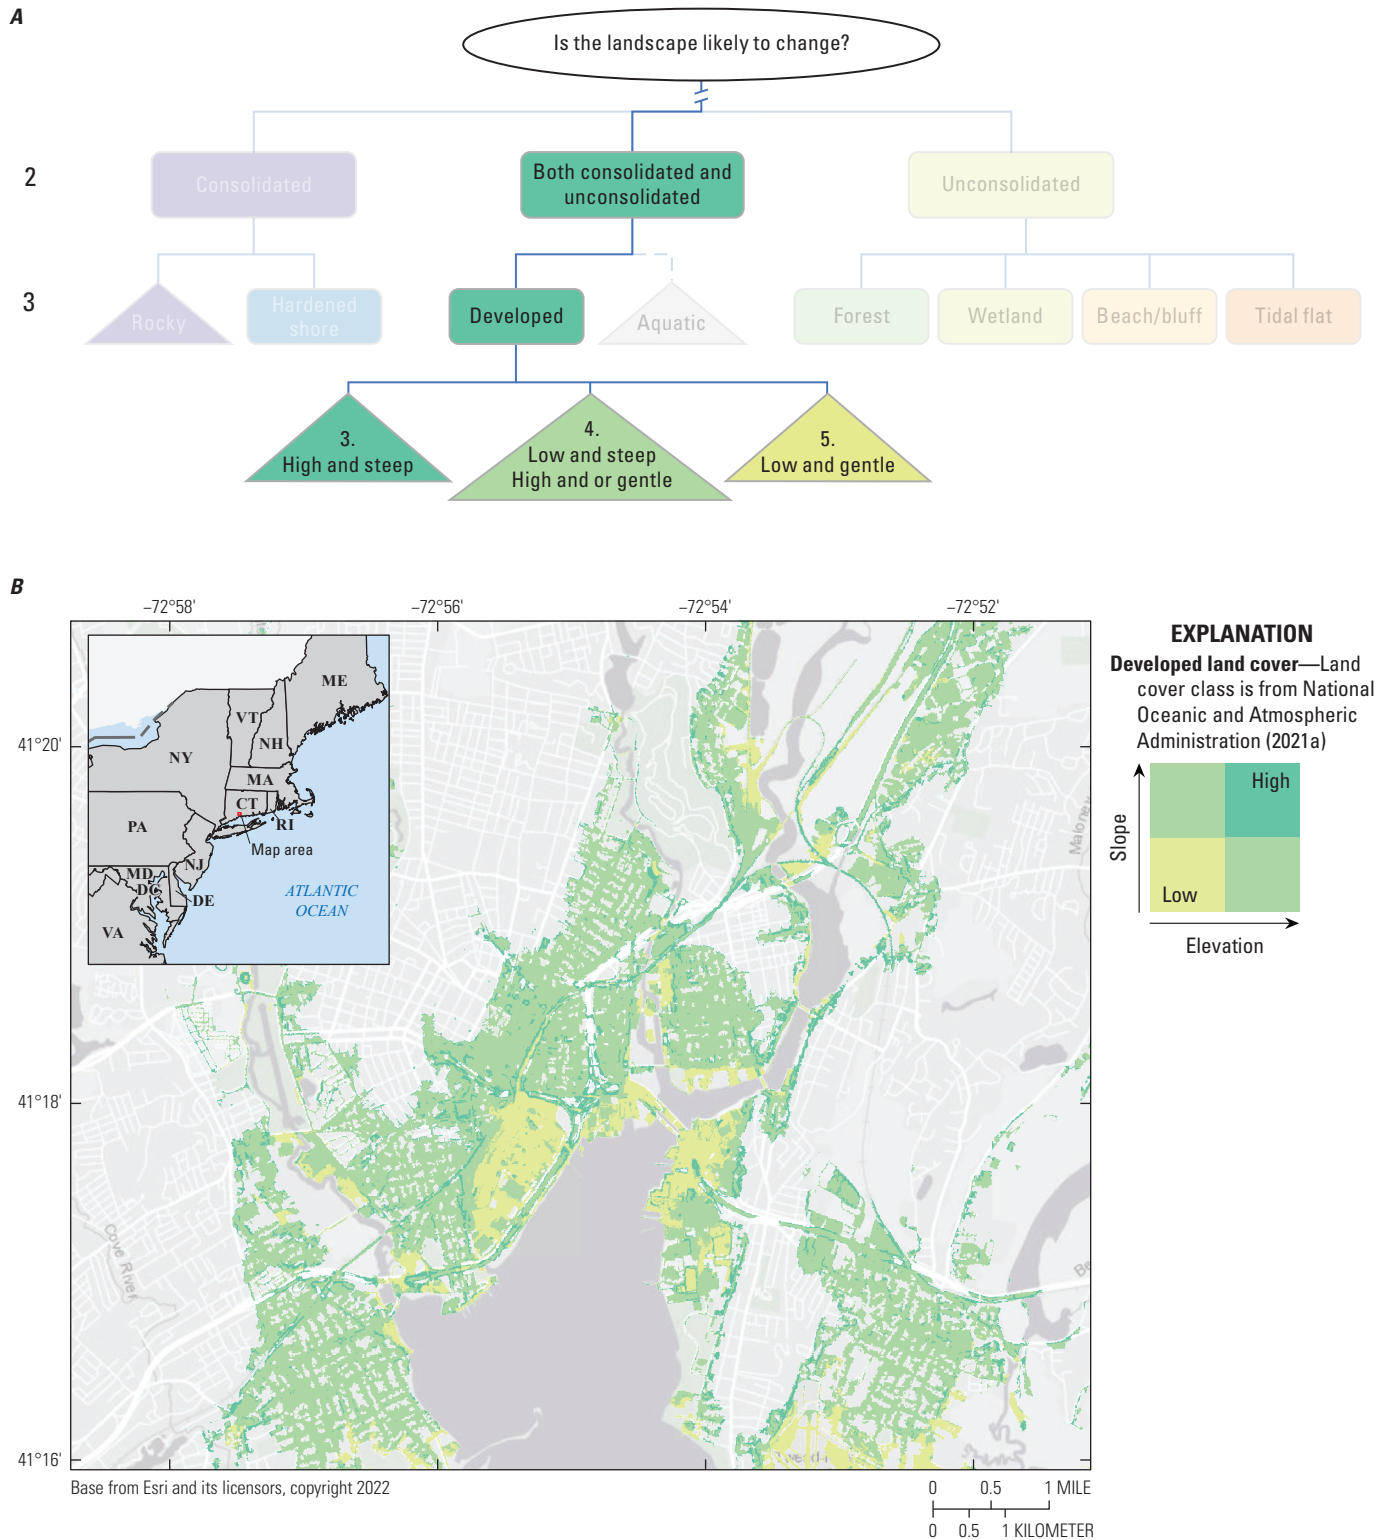 A
Is the landscape likely to change?
2
Consolidated
Both consolidated and
unconsolidated
Unconsolidated
3
Rocky
Hardened
shore
Developed
Aquatic
Forest
Wetland
Beach/bluff
Tidal flat
3.
High and steep
4.
Low and steep
High and or gentle
5.
Low and gentle
B
–72°58'
–72°56'
–72°54'
–72°52'
41°20'
41°18'
41°16'
ME
VT
NH
NY
MA
CT
RI
PA
NJ
MD
DC
DE
VA
Map area
ATLANTIC
OCEAN
Cove River
EXPLANATION
Developed land cover—Land
cover class is from National
Oceanic and Atmospheric
Administration (2021a)
High
Low
Slope
Elevation
Base from Esri and its licensors, copyright 2022
0 0.5 1 MILE
0 0.5 1 KILOMETER